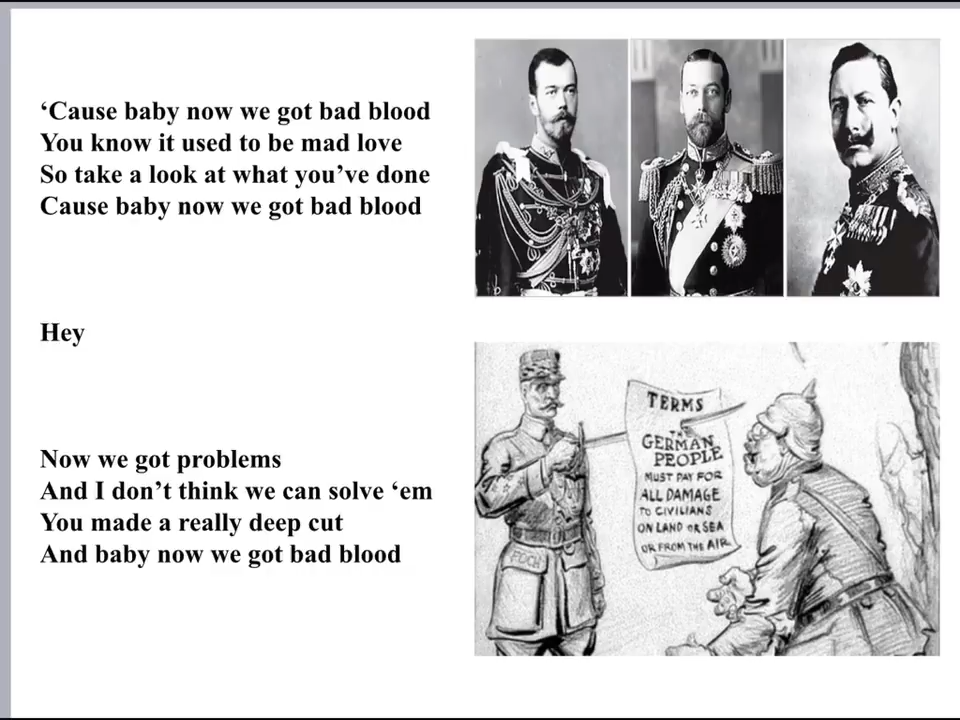 ‘Cause baby now we got bad blood
You know it used to be mad love
So take a look at what you’ve done
Cause baby now we got bad blood
Hey
Now we got problems
And I don’t think we can solve ‘em
You made a really deep cut
And baby now we got bad blood
TERMS
THE
GERMAN
PEOPLE
MUST PAY FOR
ALL DAMAGE
TO CIVILIANS
ON LAND OR SEA
OR FROM THE AIR
FOCH